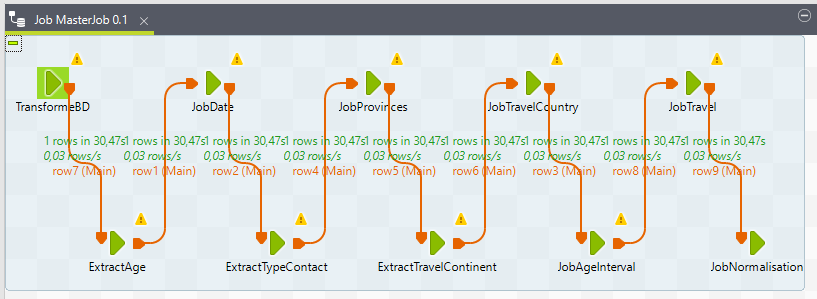 Job MasterJob 0.1
TransformeBD
JobDate
JobProvinces
JobTravelCountry
JobTravel
1 rows in 30,47s1 rows in 30,47s1 rows in 30,47s1 rows in 30,47s1 rows in 30,47s1 rows in 30,47s1 rows in 30,47s1 rows in 30,47s1 rows in 30,47s
0,03 rows/s 0,03 rows/s 0,03 rows/s 0,03 rows/s 0,03 rows/s 0,03 rows/s 0,03 rows/s 0,03 rows/s 0,03 rows/s
row7 (Main) row1 (Main) row2 (Main) row4 (Main) row5 (Main) row6 (Main) row3 (Main) row8 (Main) row9 (Main)
ExtractAge
ExtractTypeContact
ExtractTravelContinent
JobAgeInterval
JobNormalisation